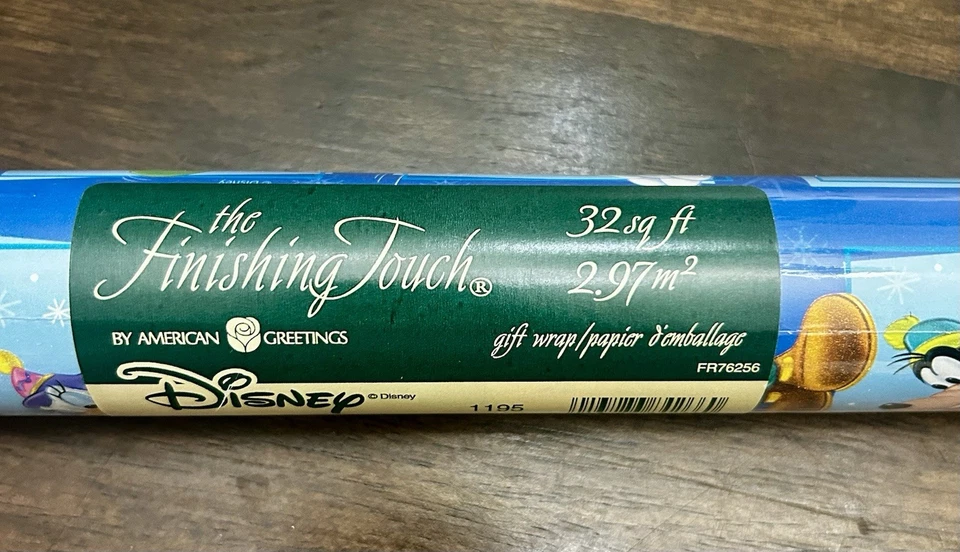 the
Finishing Touch®
BY AMERICAN GREETINGS
32 sq ft
2.97m²
gift wrap/papier d'emballage
FR76256
Disney © Disney
1195